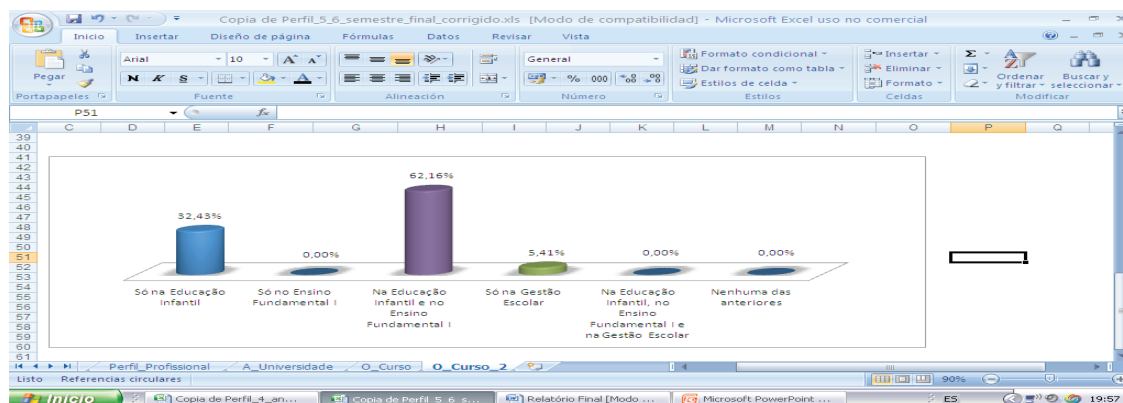 Copia de Perfil_5_6_semestre_final_corrigido.xls [Modo de compatibilidad] - Microsoft Excel uso no comercial
Inicio Insertar Diseño de página Fórmulas Datos Revisar Vista
Pegar
Arial 10 A A
N K S A
General
% 000
Formato condicional
Dar formato como tabla
Estilos de celda
Insertar
Eliminar
Formato
Σ
Ordenar y filtrar
Buscar y seleccionar
Portapapeles Fuente Alineación Número Estilos Celdas Modificar
P51 fx
C D E F G H I J K L M N O P Q
39
40
41
42
43
44
45
46
47
48
49
50
51
52
53
54
55
56
57
58
59
60
61
32,43%
0,00%
62,16%
5,41%
0,00%
0,00%
Só na Educação
Infantil
Só no Ensino
Fundamental I
Na Educação
Infantil e no
Ensino
Fundamental I
Só na Gestão
Escolar
Na Educação
Infantil, no
Ensino
Fundamental I e
na Gestão Escolar
Nenhuma das
anteriores
Perfil_Profissional A_Universidade O_Curso O_Curso_2
Listo Referencias circulares 90%
Inicio Copia de Perfil_4_an... Copia de Perfil_5_6_s... Relatório Final [Modo ... Microsoft PowerPoint ... ES 19:57